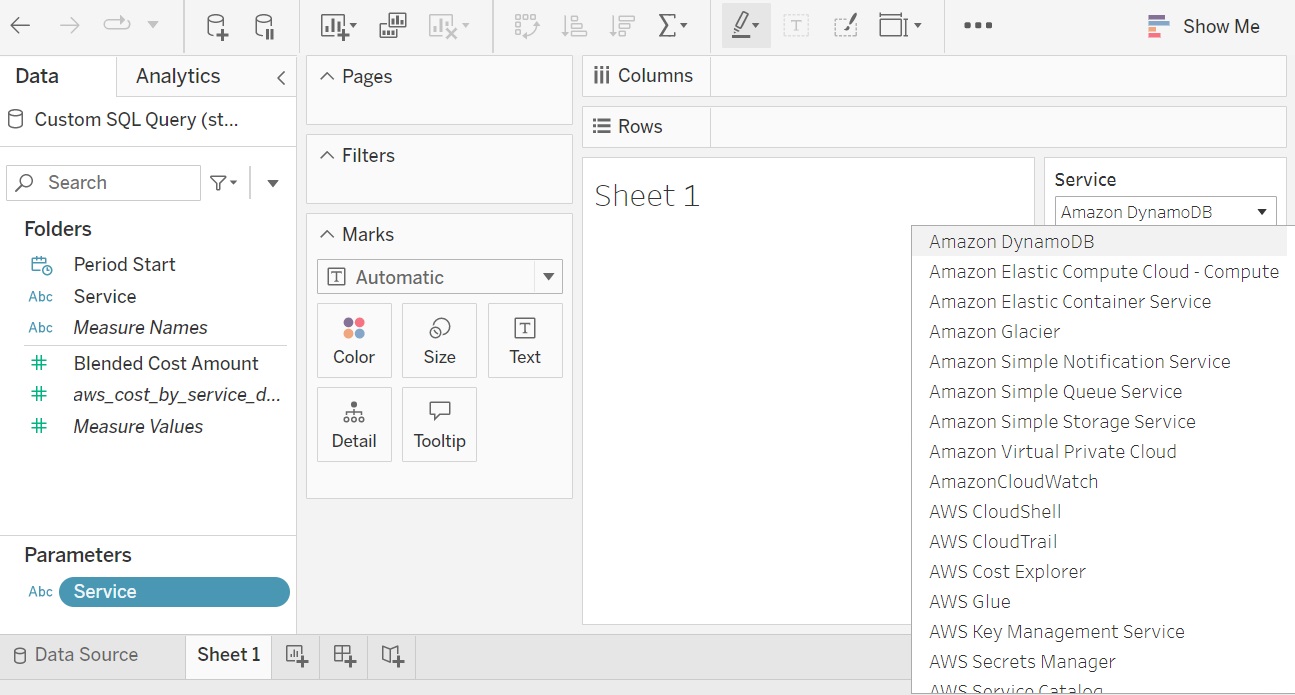 Show Me
Data
Analytics
Custom SQL Query (st...
Search
Folders
Period Start
Abc Service
Abc Measure Names
Blended Cost Amount
aws_cost_by_service_d...
Measure Values
Parameters
Abc Service
Pages
Filters
Marks
T Automatic
Color
Size
T
Text
Detail
Tooltip
Columns
Rows
Sheet 1
Service
Amazon DynamoDB
Amazon DynamoDB
Amazon Elastic Compute Cloud - Compute
Amazon Elastic Container Service
Amazon Glacier
Amazon Simple Notification Service
Amazon Simple Queue Service
Amazon Simple Storage Service
Amazon Virtual Private Cloud
AmazonCloudWatch
AWS CloudShell
AWS CloudTrail
AWS Cost Explorer
AWS Glue
AWS Key Management Service
AWS Secrets Manager
AWS Service Catalog
Data Source
Sheet 1